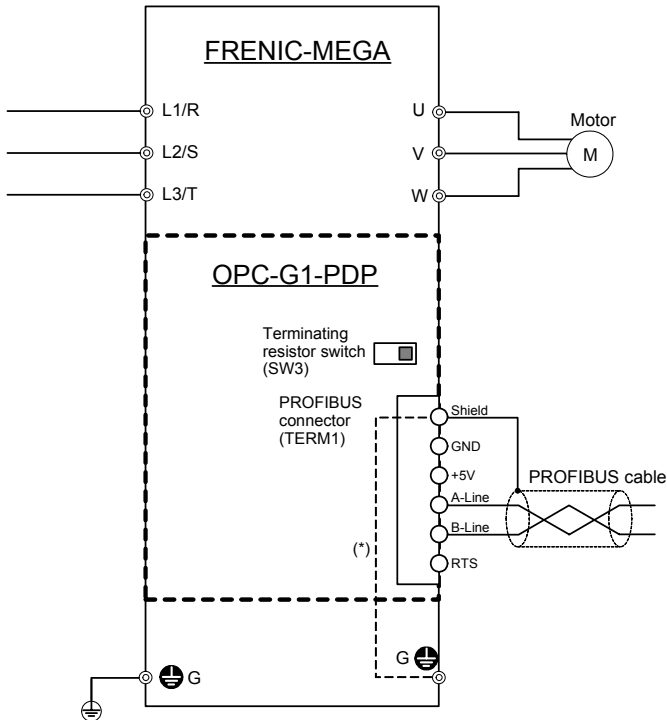 FRENIC-MEGA
L1/R
U
Motor
L2/S
V
M
L3/T
W
OPC-G1-PDP
Terminating
resistor switch
(SW3)
PROFIBUS
connector
(TERM1)
Shield
GND
+5V
PROFIBUS cable
A-Line
B-Line
(*)
RTS
G
G